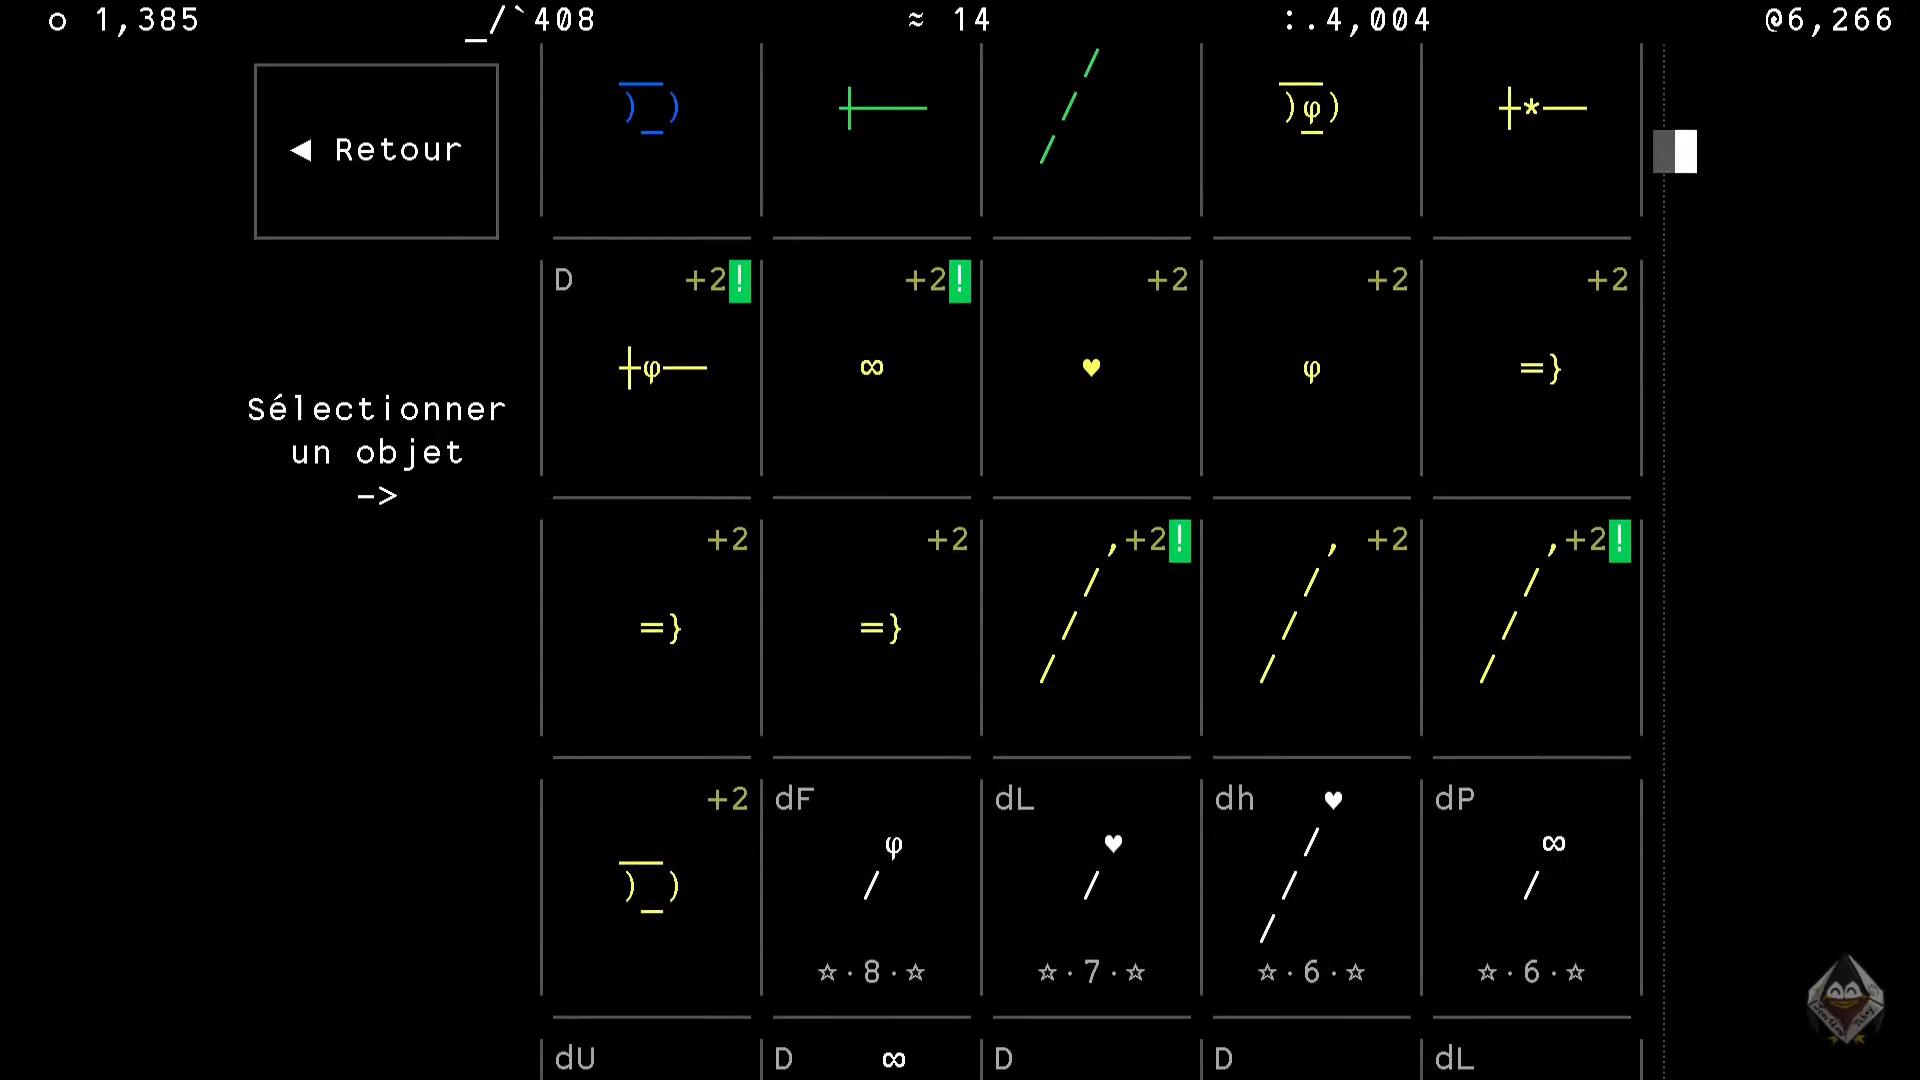 o 1,385 _/`408 ≈ 14 :.4,004 @6,266
◀ Retour
Sélectionner
un objet
->
D +2! +2! +2 +2 +2
φ ∞ ♥ φ =}
+2 +2 ,+2! ,+2 ,+2!
=} =}
+2 dF dL dh dP
☆·8·☆ ☆·7·☆ ☆·6·☆ ☆·6·☆
dU D ∞ D D dL